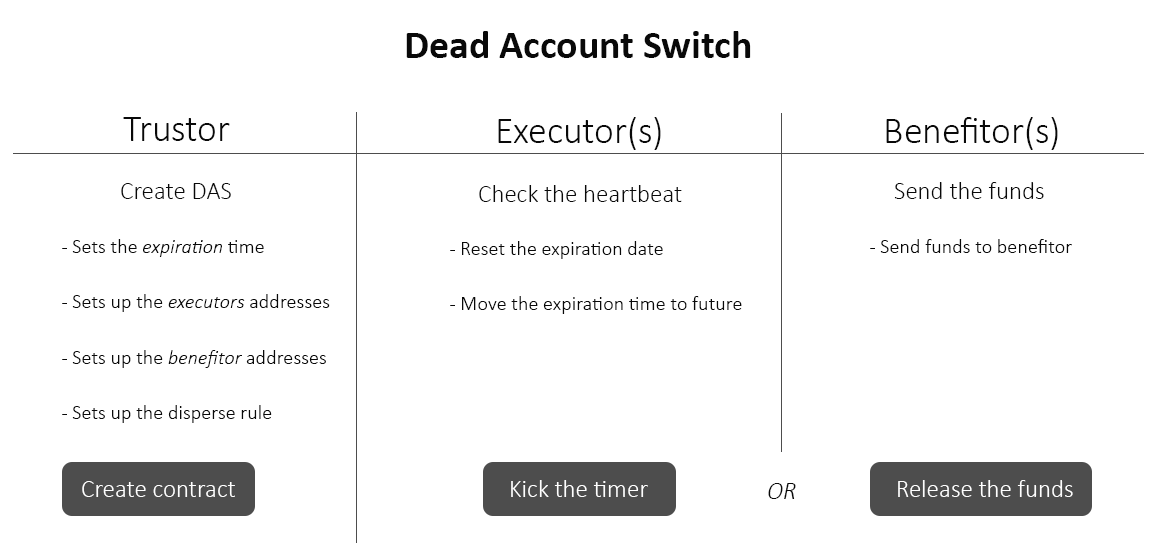 Dead Account Switch
Trustor
Executor(s)
Benefitor(s)
Create DAS
- Sets the expiration time
- Sets up the executors addresses
- Sets up the benefitor addresses
- Sets up the disperse rule
Create contract
Check the heartbeat
- Reset the expiration date
- Move the expiration time to future
Kick the timer
OR
Send the funds
- Send funds to benefitor
Release the funds